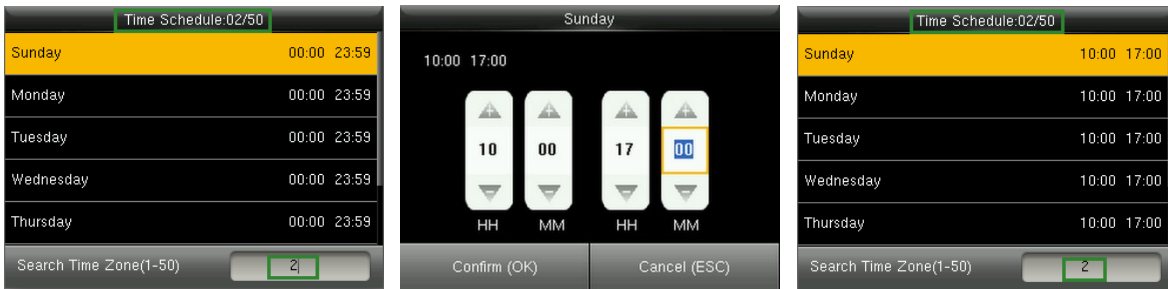 Time Schedule:02/50
Sunday 00:00 23:59
Monday 00:00 23:59
Tuesday 00:00 23:59
Wednesday 00:00 23:59
Thursday 00:00 23:59
Search Time Zone(1-50) 2
Sunday
10:00 17:00
10 00 17 00
HH MM HH MM
Confirm (OK) Cancel (ESC)
Time Schedule:02/50
Sunday 10:00 17:00
Monday 10:00 17:00
Tuesday 10:00 17:00
Wednesday 10:00 17:00
Thursday 10:00 17:00
Search Time Zone(1-50) 2